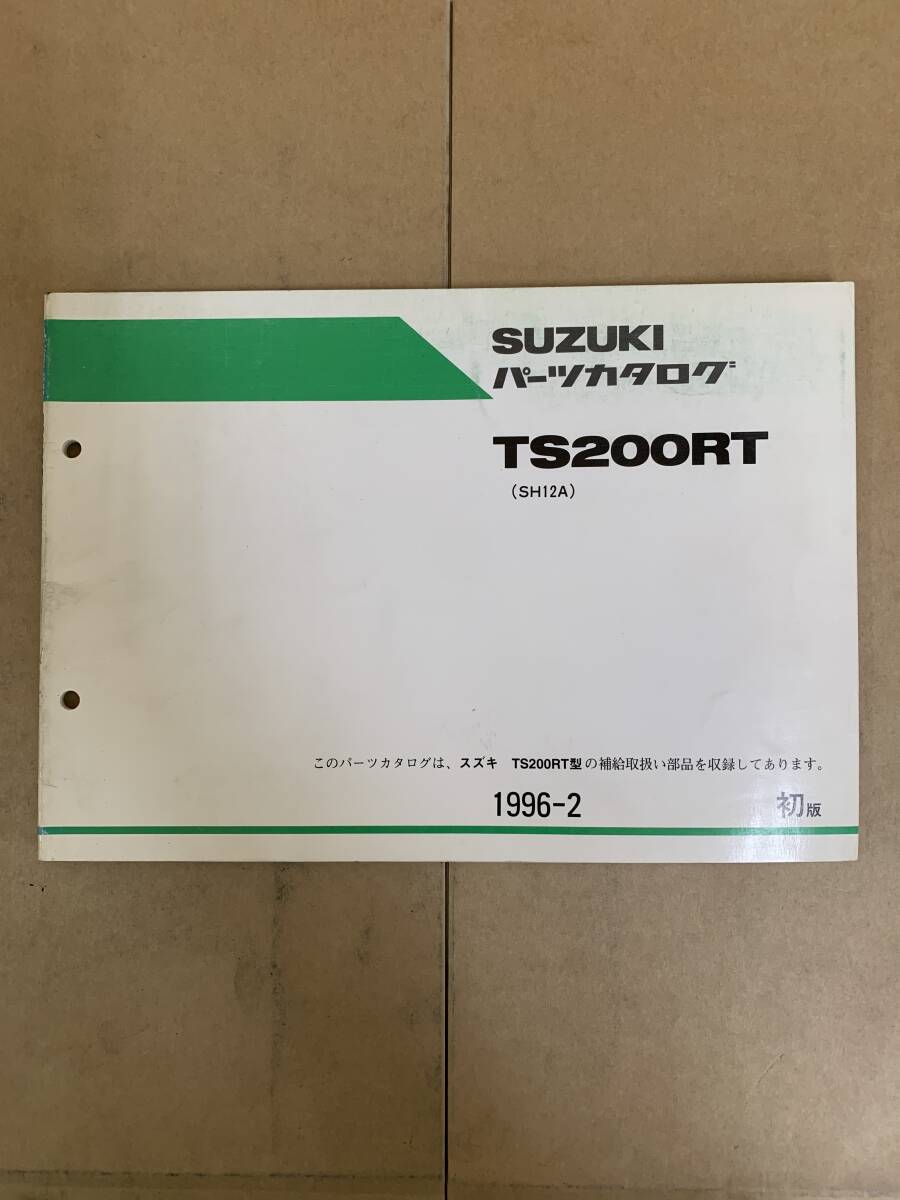 SUZUKI
パーツカタログ
TS200RT
(SH12A)
このパーツカタログは、スズキ TS200RT型の補給取扱い部品を収録してあります。
1996-2 初版